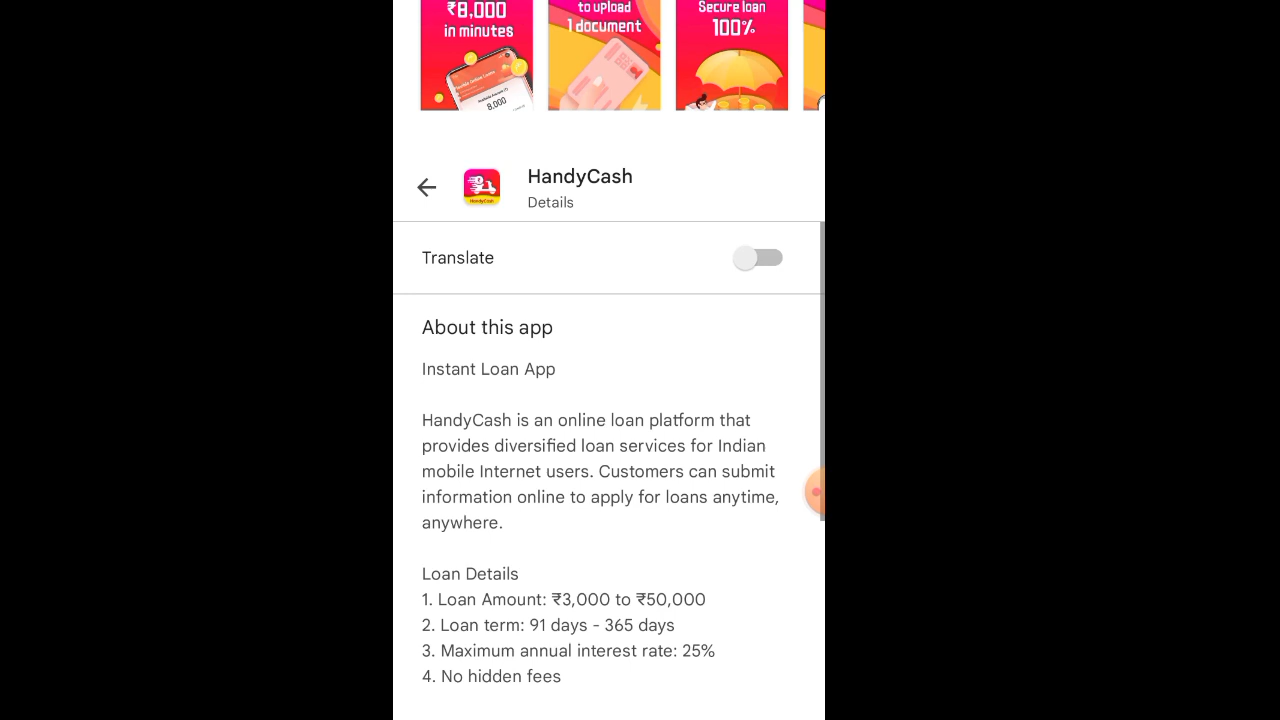 ₹8,000
in minutes
to upload
1 document
Secure loan
100%
8,000
HandyCash
HandyCash
Details
Translate
About this app
Instant Loan App
HandyCash is an online loan platform that
provides diversified loan services for Indian
mobile Internet users. Customers can submit
information online to apply for loans anytime,
anywhere.
Loan Details
1. Loan Amount: ₹3,000 to ₹50,000
2. Loan term: 91 days - 365 days
3. Maximum annual interest rate: 25%
4. No hidden fees